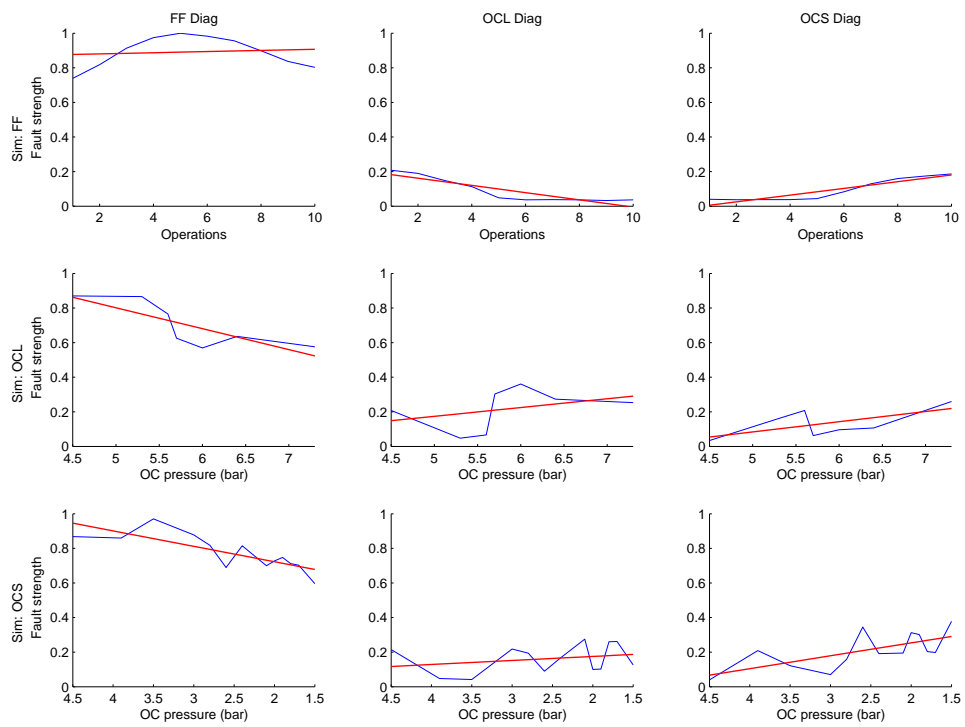 FF Diag
OCL Diag
OCS Diag
Sim: FF
Fault strength
1
0.8
0.6
0.4
0.2
0
2 4 6 8 10
Operations
1
0.8
0.6
0.4
0.2
0
2 4 6 8 10
Operations
1
0.8
0.6
0.4
0.2
0
2 4 6 8 10
Operations
Sim: OCL
Fault strength
1
0.8
0.6
0.4
0.2
0
4.5 5 5.5 6 6.5 7
OC pressure (bar)
1
0.8
0.6
0.4
0.2
0
4.5 5 5.5 6 6.5 7
OC pressure (bar)
1
0.8
0.6
0.4
0.2
0
4.5 5 5.5 6 6.5 7
OC pressure (bar)
Sim: OCS
Fault strength
1
0.8
0.6
0.4
0.2
0
4.5 4 3.5 3 2.5 2 1.5
OC pressure (bar)
1
0.8
0.6
0.4
0.2
0
4.5 4 3.5 3 2.5 2 1.5
OC pressure (bar)
1
0.8
0.6
0.4
0.2
0
4.5 4 3.5 3 2.5 2 1.5
OC pressure (bar)